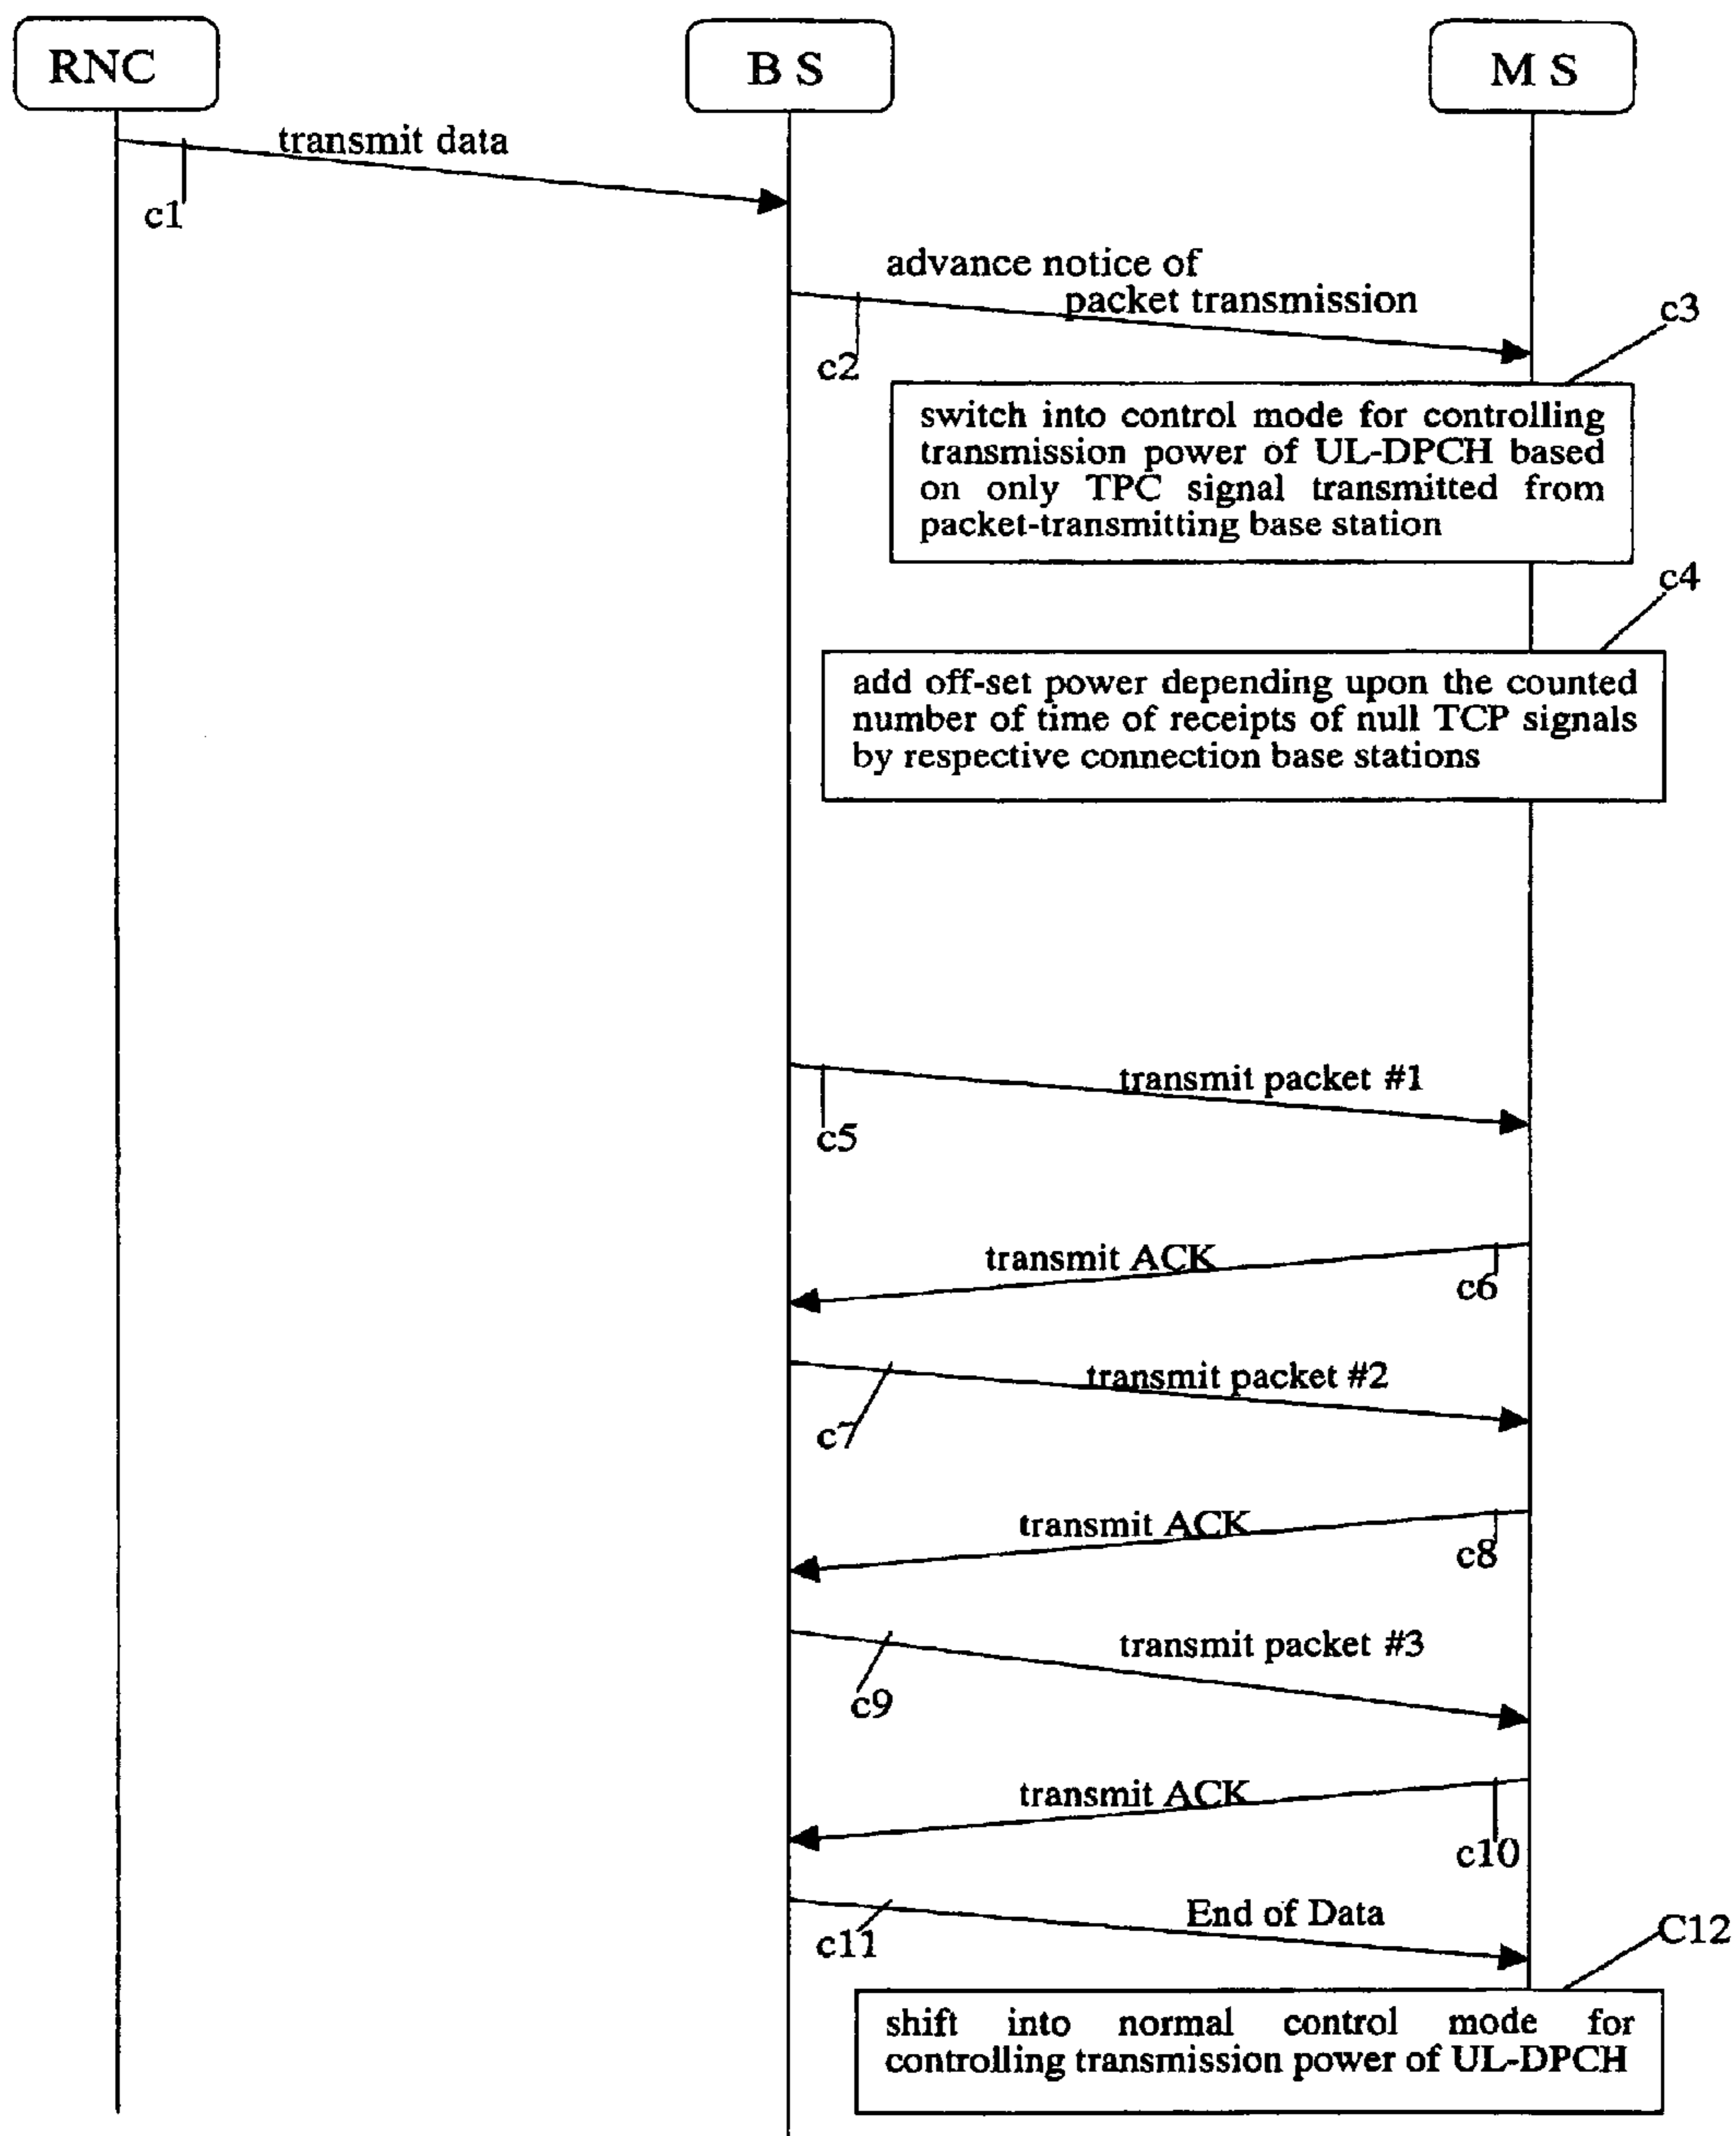 RNC
B S
M S
transmit data
c1
advance notice of
packet transmission
c2
c3
switch into control mode for controlling
transmission power of UL-DPCH based
on only TPC signal transmitted from
packet-transmitting base station
c4
add off-set power depending upon the counted
number of time of receipts of null TCP signals
by respective connection base stations
transmit packet #1
c5
transmit ACK
c6
transmit packet #2
c7
transmit ACK
c8
transmit packet #3
c9
transmit ACK
c10
End of Data
c11
C12
shift into normal control mode for
controlling transmission power of UL-DPCH